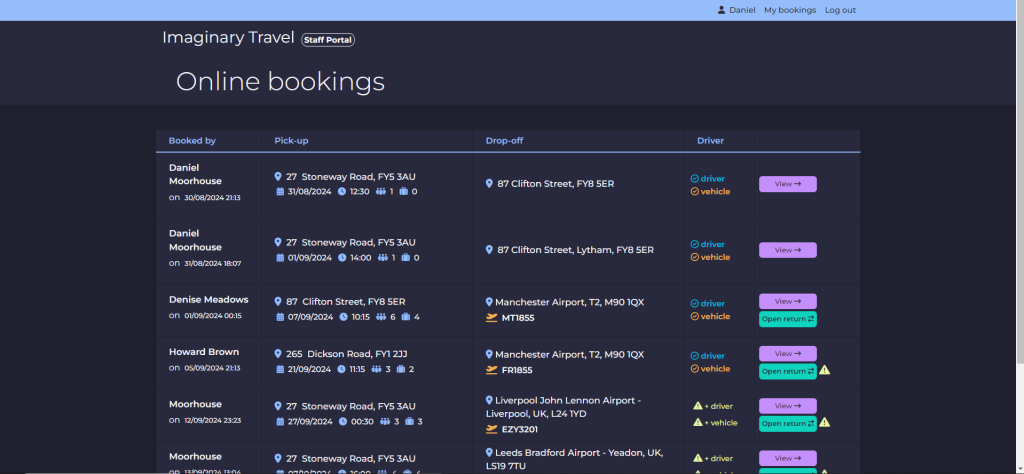 Daniel My bookings Log out
Imaginary Travel Staff Portal
Online bookings
Booked by Pick-up Drop-off Driver
Daniel
Moorhouse
on 30/08/2024 21:13
27 Stoneway Road, FY5 3AU
31/08/2024 12:30 1 0
87 Clifton Street, FY8 5ER
driver
vehicle
View
Daniel
Moorhouse
on 31/08/2024 18:07
27 Stoneway Road, FY5 3AU
01/09/2024 14:00 1 0
87 Clifton Street, Lytham, FY8 5ER
driver
vehicle
View
Denise Meadows
on 01/09/2024 00:15
87 Clifton Street, FY8 5ER
07/09/2024 10:15 6 4
Manchester Airport, T2, M90 1QX
MT1855
driver
vehicle
View
Open return
Howard Brown
on 05/09/2024 21:13
265 Dickson Road, FY1 2JJ
21/09/2024 11:15 3 2
Manchester Airport, T2, M90 1QX
FR1855
driver
vehicle
View
Open return
Moorhouse
on 12/09/2024 23:23
27 Stoneway Road, FY5 3AU
27/09/2024 00:30 3 3
Liverpool John Lennon Airport -
Liverpool, UK, L24 1YD
EZY3201
+ driver
+ vehicle
View
Open return
Moorhouse
on 13/09/2024 13:04
27 Stoneway Road, FY5 3AU
Leeds Bradford Airport - Yeadon, UK,
LS19 7TU
+ driver
View